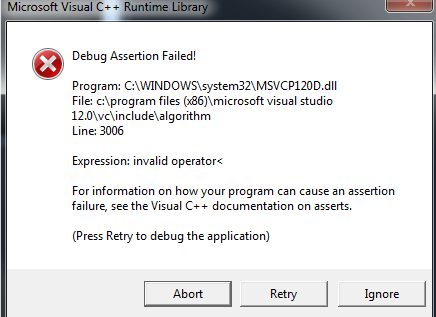 Microsoft Visual C++ Runtime Library
Debug Assertion Failed!
Program: C:\WINDOWS\system32\MSVCP120D.dll
File: c:\program files (x86)\microsoft visual studio
12.0\vc\include\algorithm
Line: 3006
Expression: invalid operator<
For information on how your program can cause an assertion
failure, see the Visual C++ documentation on asserts.
(Press Retry to debug the application)
Abort Retry Ignore